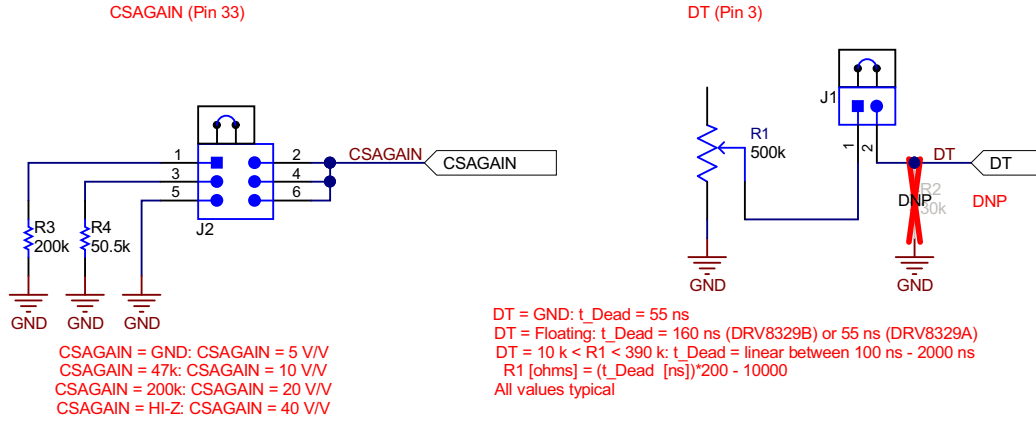 CSAGAIN (Pin 33)
DT (Pin 3)
J1
R1
500k
1
2
DT
DT
R2
30k
DNP
DNP
GND
GND
1
2
CSAGAIN
CSAGAIN
3
4
5
6
J2
R3
200k
R4
50.5k
GND
GND
GND
CSAGAIN = GND: CSAGAIN = 5 V/V
CSAGAIN = 47k: CSAGAIN = 10 V/V
CSAGAIN = 200k: CSAGAIN = 20 V/V
CSAGAIN = HI-Z: CSAGAIN = 40 V/V
DT = GND: t_Dead = 55 ns
DT = Floating: t_Dead = 160 ns (DRV8329B) or 55 ns (DRV8329A)
DT = 10 k < R1 < 390 k: t_Dead = linear between 100 ns - 2000 ns
R1 [ohms] = (t_Dead [ns])*200 - 10000
All values typical